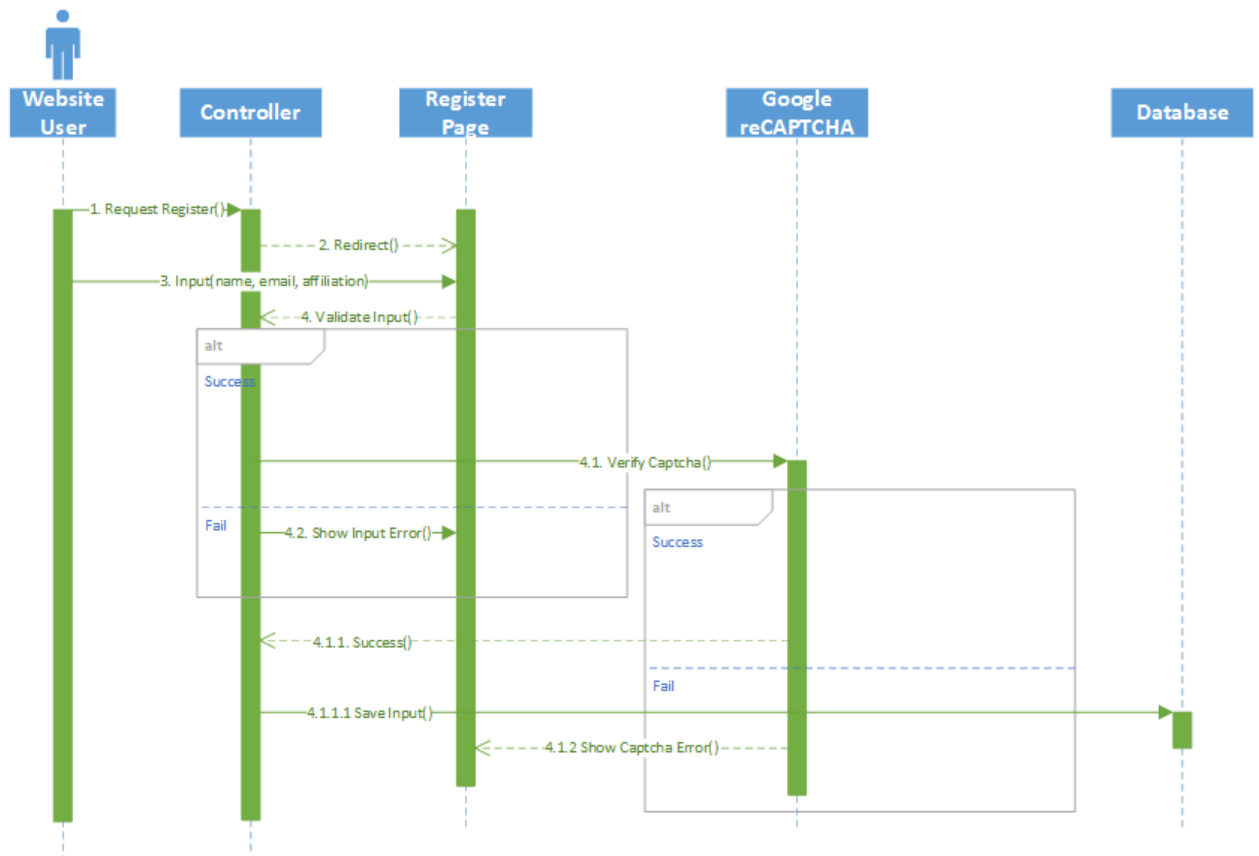 Website
User
Controller
Register
Page
Google
reCAPTCHA
Database
1. Request Register()
2. Redirect()
3. Input(name, email, affiliation)
4. Validate Input()
alt
Success
4.1. Verify Captcha()
alt
Fail
4.2. Show Input Error()
Success
4.1.1. Success()
Fail
4.1.1.1 Save Input()
4.1.2 Show Captcha Error()